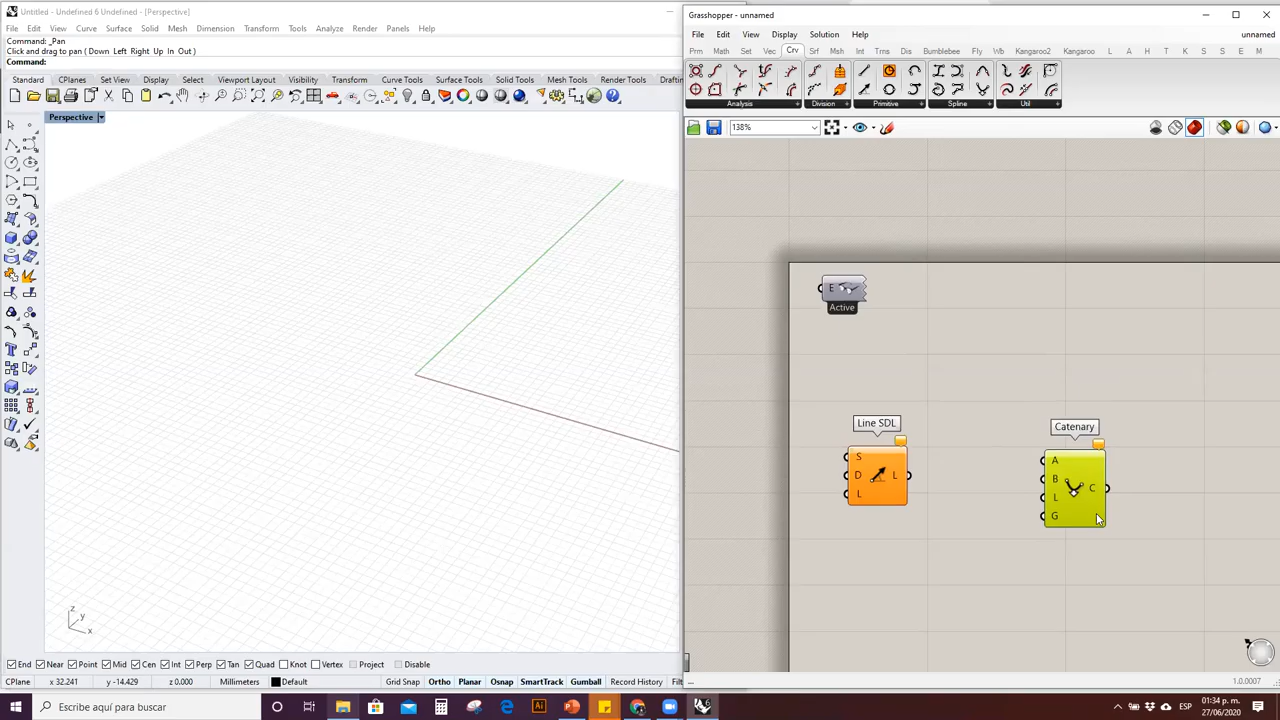 Untitled - Undefined 6 Undefined - [Perspective]
File Edit View Curve Surface Solid Mesh Dimension Transform Tools Analyze Render Panels Help
Command: _Pan
Click and drag to pan ( Down Left Right Up In Out )
Command:
Standard CPlanes Set View Display Select Viewport Layout Visibility Transform Curve Tools Surface Tools Solid Tools Mesh Tools Render Tools Draftin
Perspective
z
y
x
End Near Point Mid Cen Int Perp Tan Quad Knot Vertex Project Disable
CPlane x 32.241 y -14.429 z 0.000 Millimeters Default Grid Snap Ortho Planar Osnap SmartTrack Gumball Record History Filt
Grasshopper - unnamed
File Edit View Display Solution Help unnamed
Prm Math Set Vec Crv Srf Msh Int Trns Dis Bumblebee Fly Wb Kangaroo2 Kangaroo L A H T K S S E M
Analysis Division Primitive Spline Util
138%
E
Active
Line SDL
S
D L
L
Catenary
A
B
C
L
G
... 1.0.0007
Escribe aquí para buscar
ESP
01:34 p. m.
27/06/2020